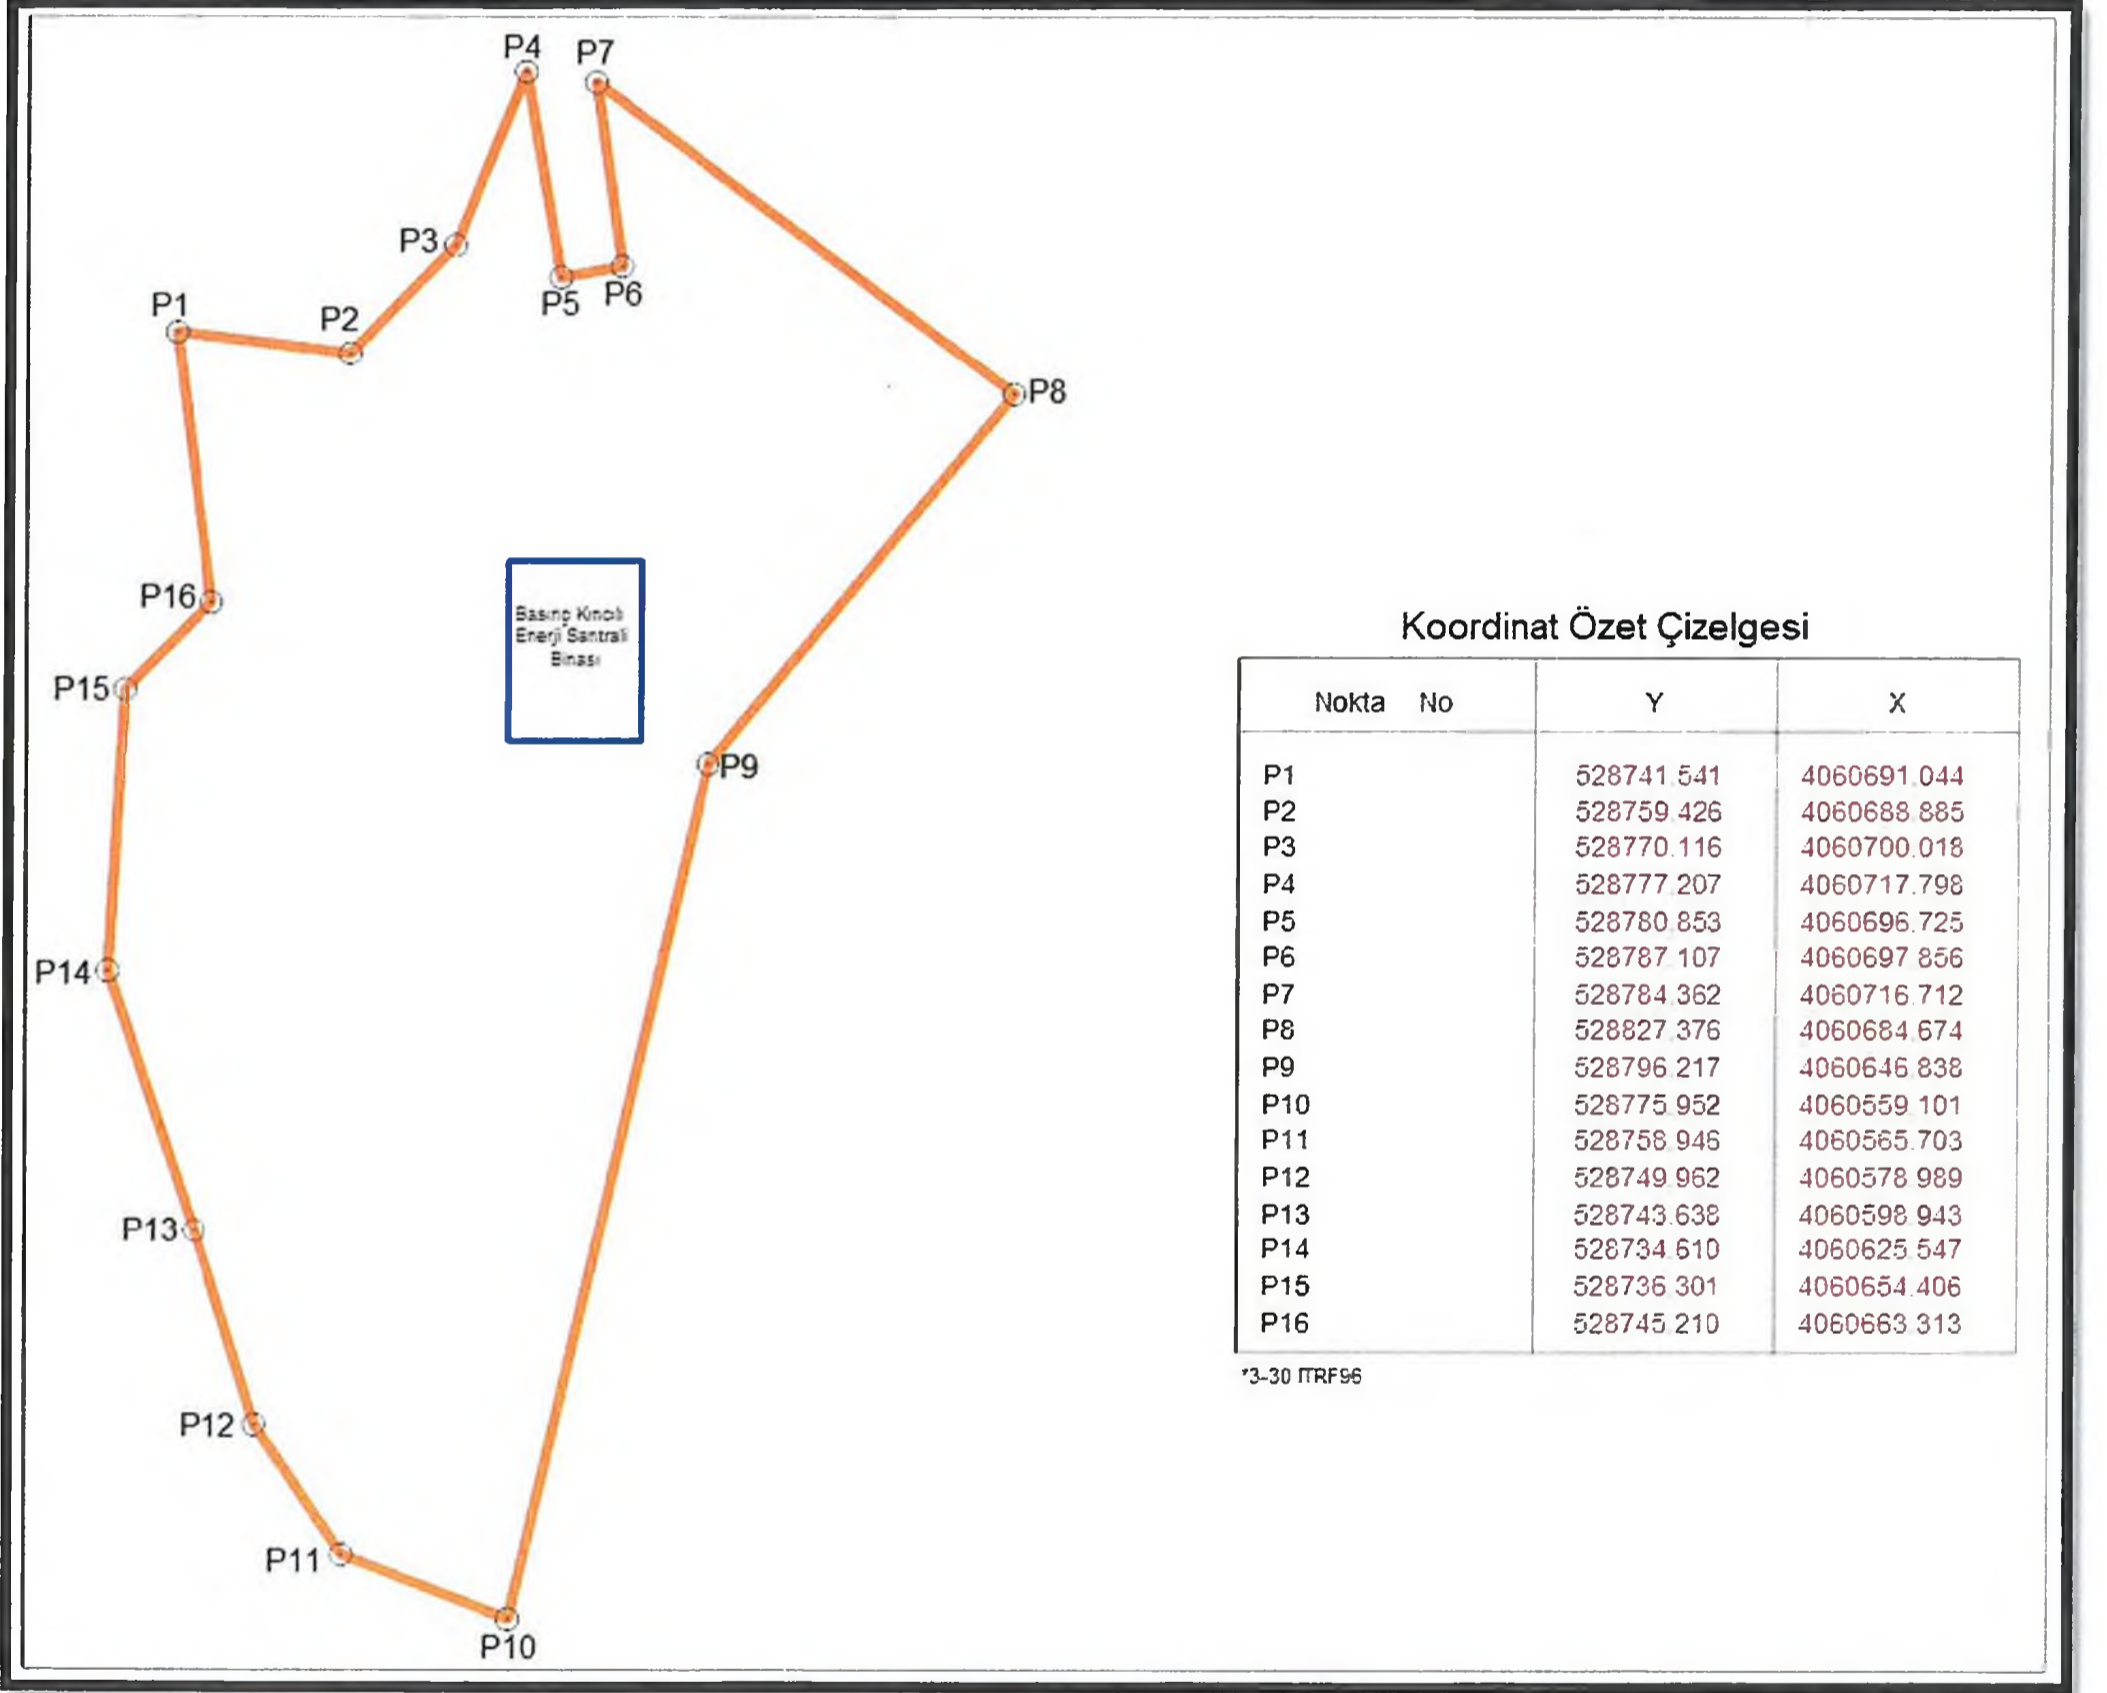 P4
P7
P3
P5
P6
P1
P2
P8
P16
Basınç Kırıcılı
Enerji Santrali
Binası
P15
P9
P14
P13
P12
P11
P10
Koordinat Özet Çizelgesi
Nokta No Y X
P1 528741.541 4060691.044
P2 528759.426 4060688.885
P3 528770.116 4060700.018
P4 528777.207 4060717.798
P5 528780.853 4060696.725
P6 528787.107 4060697.856
P7 528784.362 4060716.712
P8 528827.376 4060684.674
P9 528796.217 4060646.838
P10 528775.952 4060559.101
P11 528758.946 4060565.703
P12 528749.962 4060578.989
P13 528743.638 4060598.943
P14 528734.610 4060625.547
P15 528736.301 4060654.406
P16 528745.210 4060663.313
*3-30 ITRF96